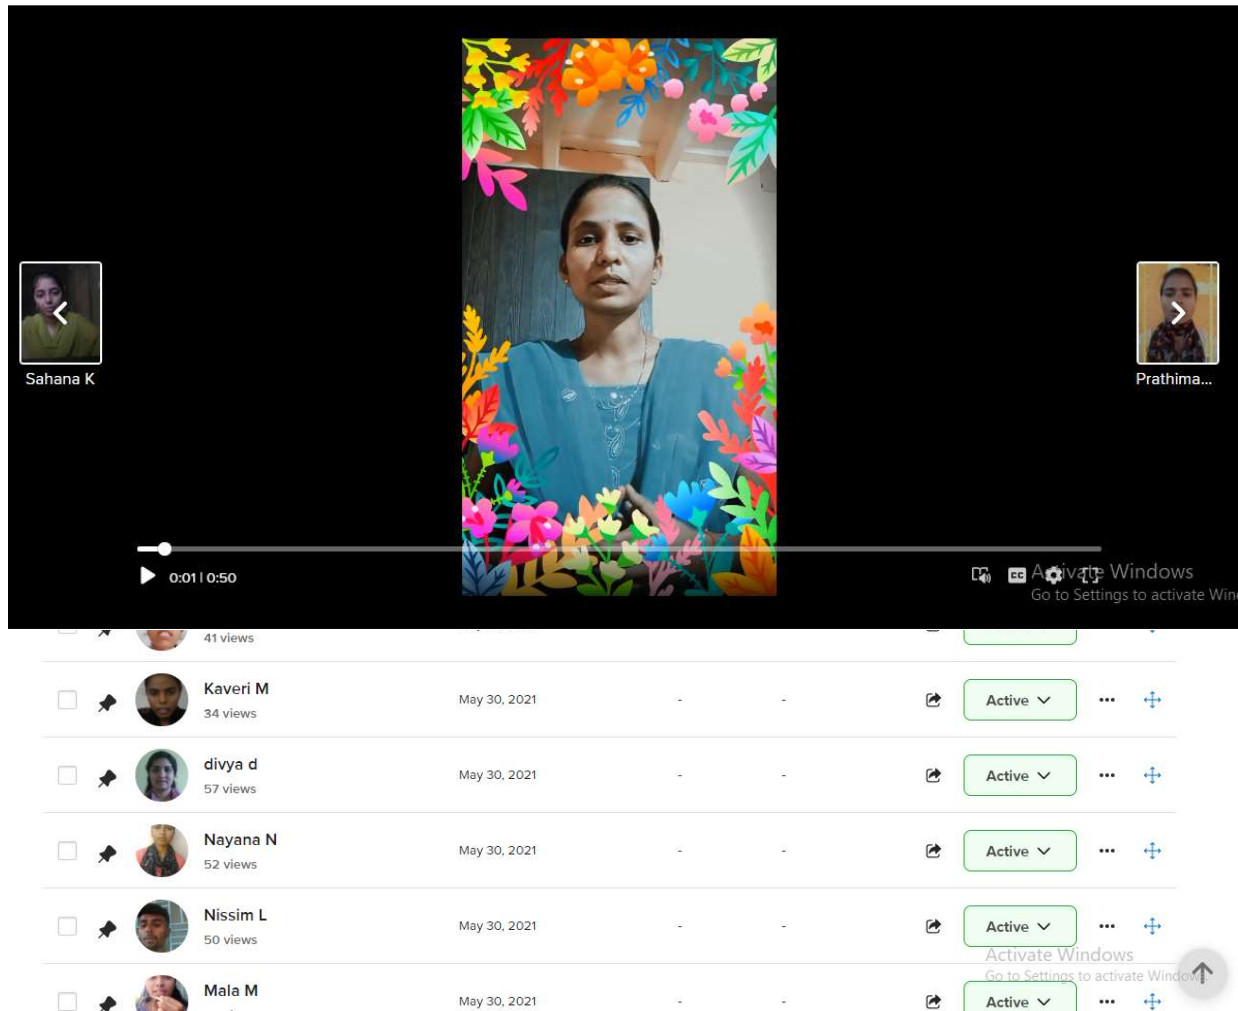 Sahana K
Prathima...
0:01 | 0:50
CC
Activate Windows
Go to Settings to activate Win
41 views
Kaveri M
34 views
May 30, 2021
-
-
Active
divya d
57 views
May 30, 2021
-
-
Active
Nayana N
52 views
May 30, 2021
-
-
Active
Nissim L
50 views
May 30, 2021
-
-
Active
Activate Windows
Go to Settings to activate Windows.
Mala M
May 30, 2021
-
-
Active